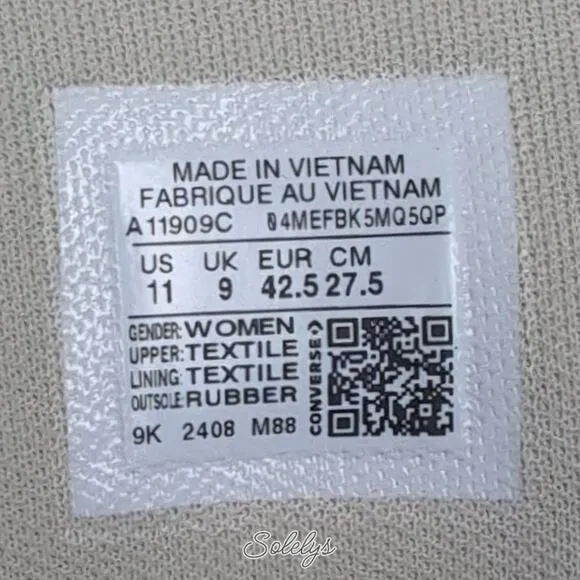 MADE IN VIETNAM
FABRIQUE AU VIETNAM
A11909C 04MEFBK5MQ5QP
US UK EUR CM
11 9 42.5 27.5
GENDER: WOMEN
UPPER: TEXTILE
LINING: TEXTILE
OUTSOLE: RUBBER
CONVERSE
9K 2408 M88
Solelys